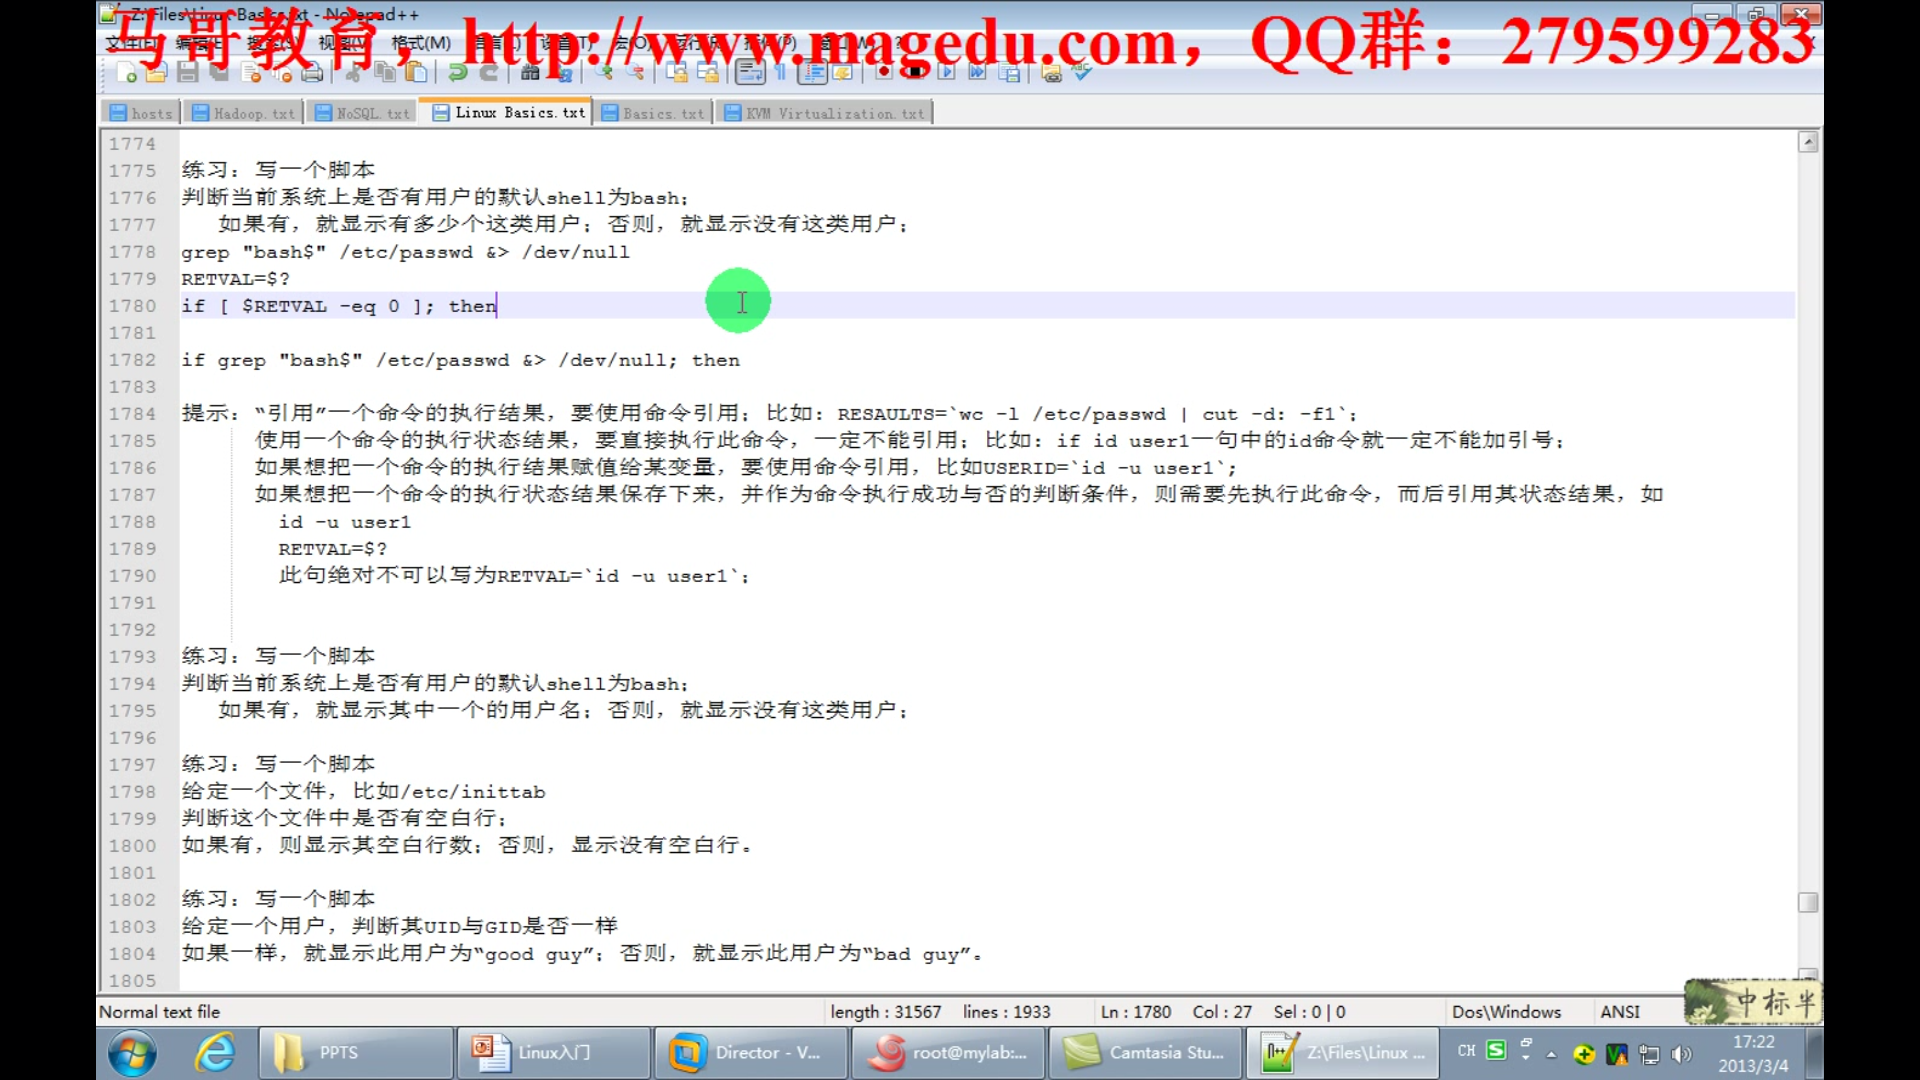 Z:\Files\Linux Basics.txt - Notepad++
马哥教育，http://www.magedu.com，QQ群：279599283
格式(M)
hosts Hadoop.txt NoSQL.txt Linux Basics.txt Basics.txt KVM Virtualization.txt
1774
1775 练习：写一个脚本
1776 判断当前系统上是否有用户的默认shell为bash；
1777 如果有，就显示有多少个这类用户；否则，就显示没有这类用户；
1778 grep "bash$" /etc/passwd &> /dev/null
1779 RETVAL=$?
1780 if [ $RETVAL -eq 0 ]; then
1781
1782 if grep "bash$" /etc/passwd &> /dev/null; then
1783
1784 提示：“引用”一个命令的执行结果，要使用命令引用；比如：RESAULTS=`wc -l /etc/passwd | cut -d: -f1`;
1785 使用一个命令的执行状态结果，要直接执行此命令，一定不能引用；比如：if id user1一句中的id命令就一定不能加引号；
1786 如果想把一个命令的执行结果赋值给某变量，要使用命令引用，比如USERID=`id -u user1`;
1787 如果想把一个命令的执行状态结果保存下来，并作为命令执行成功与否的判断条件，则需要先执行此命令，而后引用其状态结果，如
1788 id -u user1
1789 RETVAL=$?
1790 此句绝对不可以写为RETVAL=`id -u user1`;
1791
1792
1793 练习：写一个脚本
1794 判断当前系统上是否有用户的默认shell为bash；
1795 如果有，就显示其中一个的用户名；否则，就显示没有这类用户；
1796
1797 练习：写一个脚本
1798 给定一个文件，比如/etc/inittab
1799 判断这个文件中是否有空白行；
1800 如果有，则显示其空白行数；否则，显示没有空白行。
1801
1802 练习：写一个脚本
1803 给定一个用户，判断其UID与GID是否一样
1804 如果一样，就显示此用户为“good guy”；否则，就显示此用户为“bad guy”。
1805
Normal text file length : 31567 lines : 1933 Ln : 1780 Col : 27 Sel : 0 | 0 Dos\Windows ANSI
中标半
PPTS Linux入门 Director - V... root@mylab:... Camtasia Stu... Z:\Files\Linux ... CH 17:22
2013/3/4